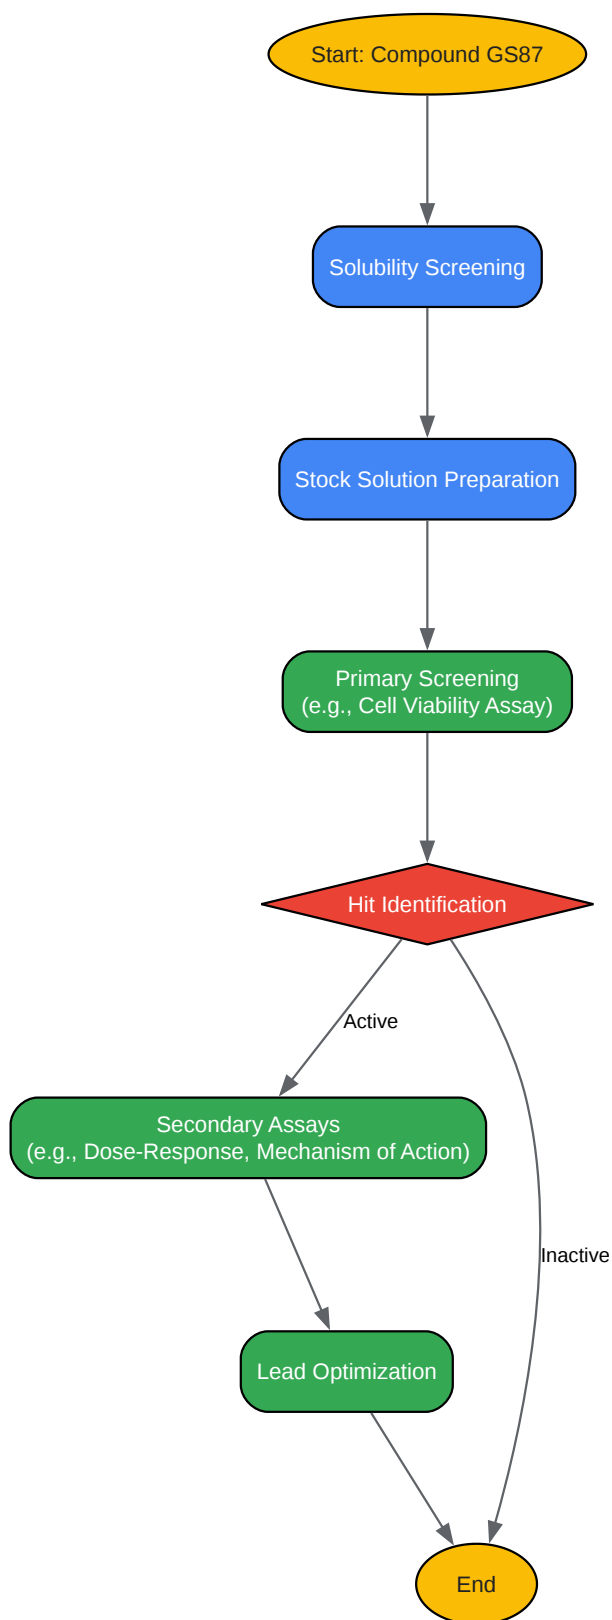 Start: Compound GS87
Solubility Screening
Stock Solution Preparation
Primary Screening
(e.g., Cell Viability Assay)
Hit Identification
Active
Secondary Assays
(e.g., Dose-Response, Mechanism of Action)
Inactive
Lead Optimization
End